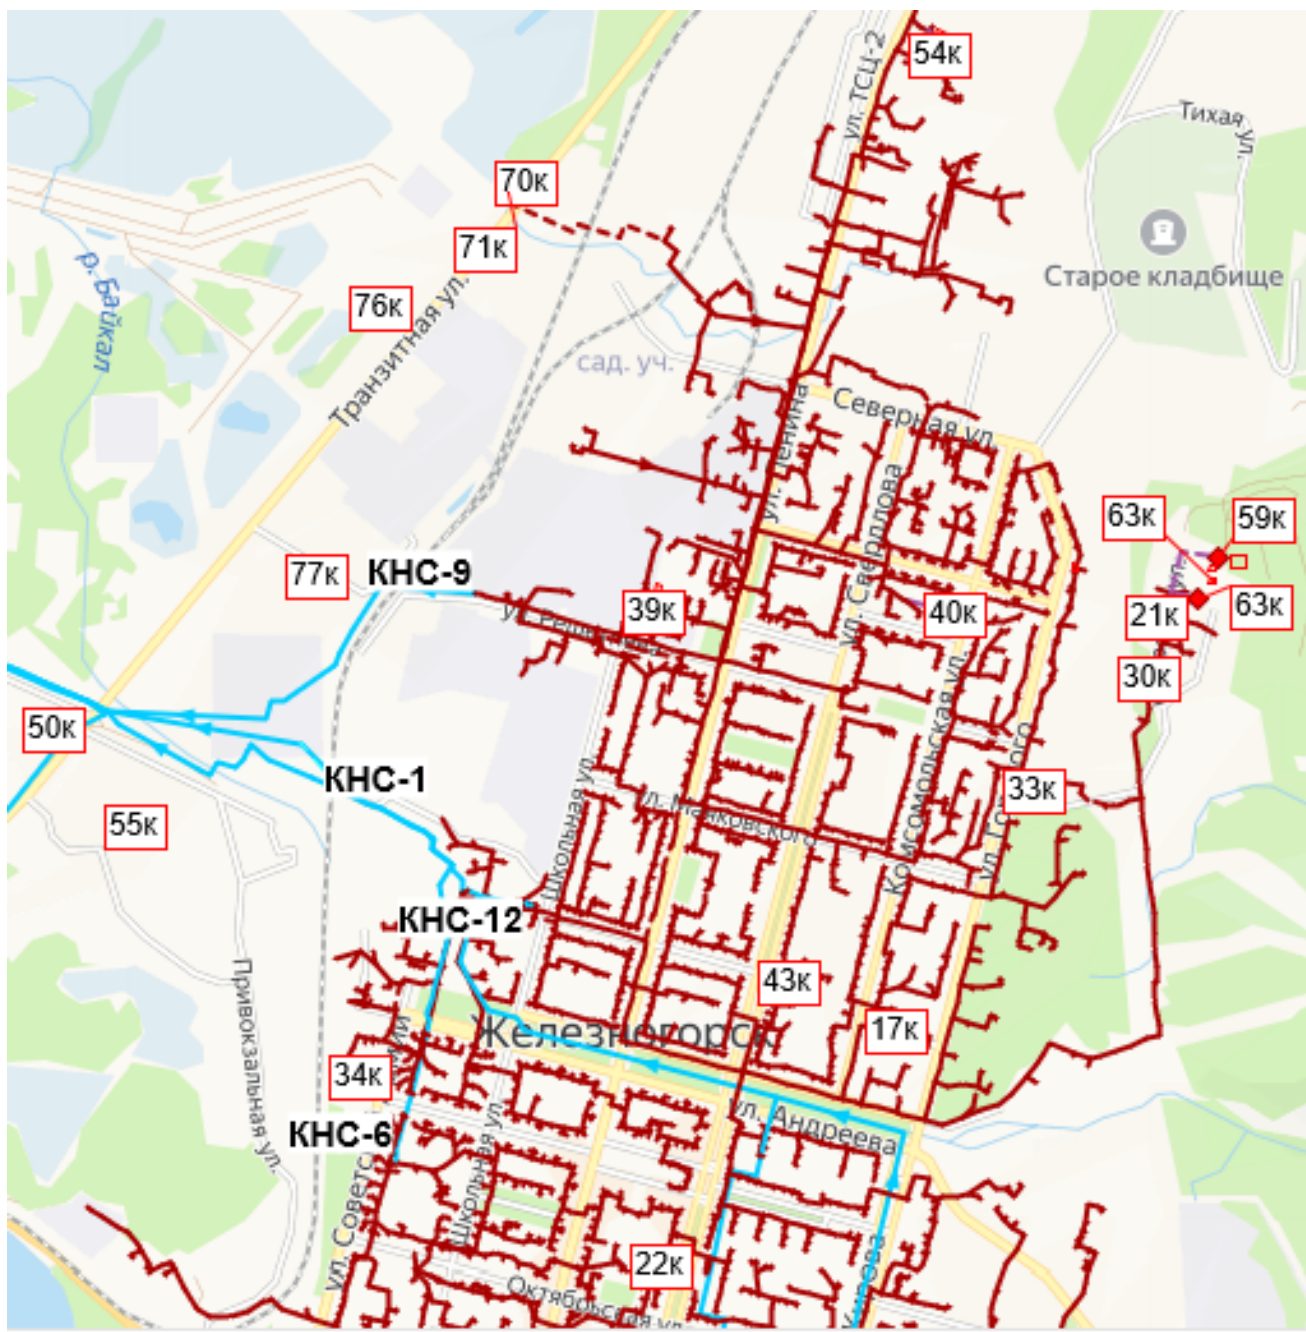 54к
ул. ТСЦ-2
Тихая ул.
70к
71к
р. Байкал
76к
Старое кладбище
Транзитная ул.
сад. уч.
Северная ул.
ул. Ленина
ул. Свердлова
63к
59к
77к
КНС-9
39к
40к
21к
63к
30к
50к
КНС-1
33к
ул. Маяковского
Комсомольская ул.
55к
Школьная ул.
КНС-12
43к
17к
Железногорск
Привокзальная ул.
34к
ул. Андреева
КНС-6
Школьная ул.
22к
Октябрьская ул.